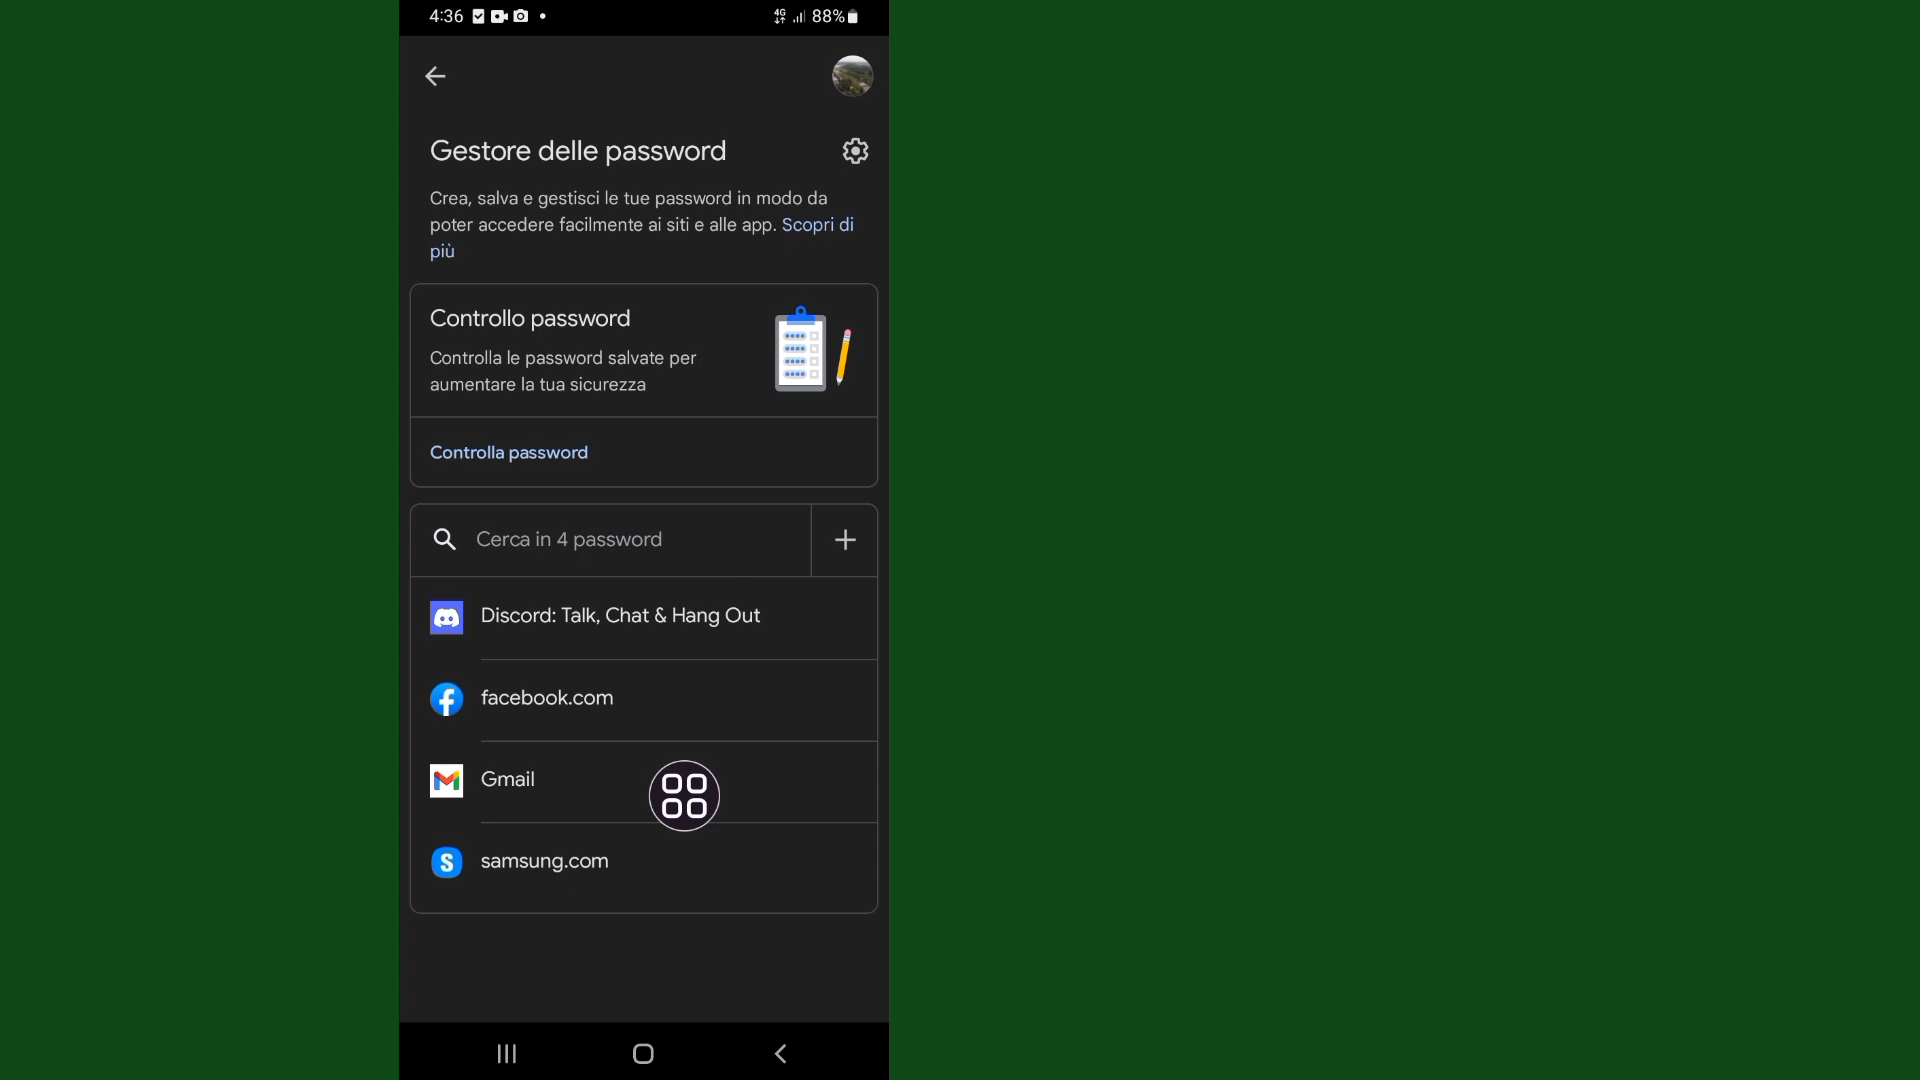 4:36
4G
88%
Gestore delle password
Crea, salva e gestisci le tue password in modo da
poter accedere facilmente ai siti e alle app. Scopri di
più
Controllo password
Controlla le password salvate per
aumentare la tua sicurezza
Controlla password
Cerca in 4 password
Discord: Talk, Chat & Hang Out
facebook.com
Gmail
samsung.com